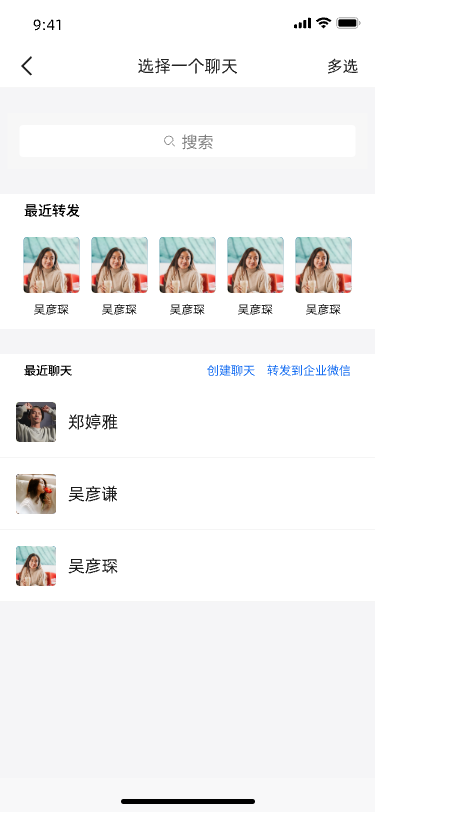 9:41
选择一个聊天 多选
搜索
最近转发
吴彦琛 吴彦琛 吴彦琛 吴彦琛 吴彦琛
最近聊天 创建聊天 转发到企业微信
郑婷雅
吴彦谦
吴彦琛